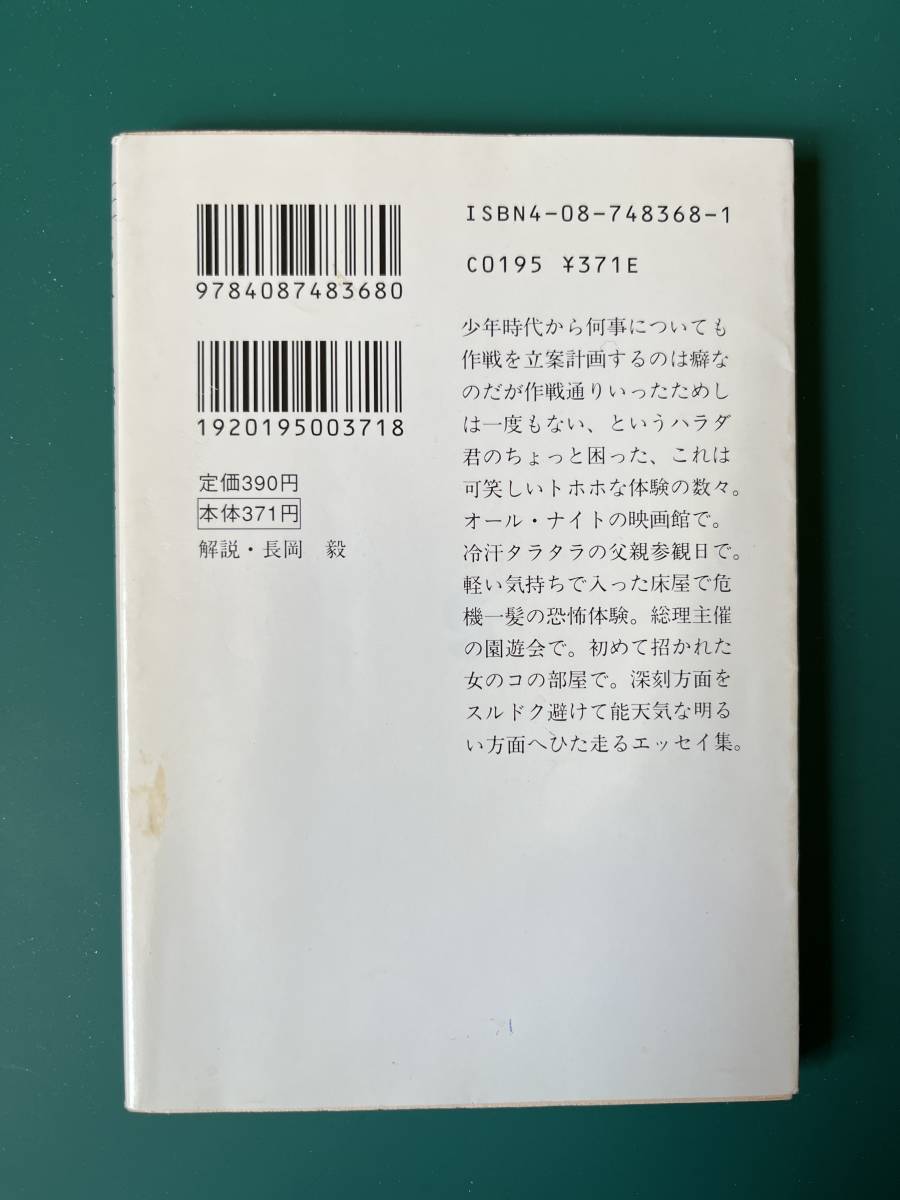 9784087483680
1920195003718
定価390円
本体371円
解説・長岡　毅
ISBN4-08-748368-1
C0195 ¥371E
少年時代から何事についても
作戦を立案計画するのは癖な
のだが作戦通りいったためし
は一度もない、というハラダ
君のちょっと困った、これは
可笑しいトホホな体験の数々。
オール・ナイトの映画館で。
冷汗タラタラの父親参観日で。
軽い気持ちで入った床屋で危
機一髪の恐怖体験。総理主催
の園遊会で。初めて招かれた
女のコの部屋で。深刻方面を
スルドク避けて能天気な明る
い方面へひた走るエッセイ集。